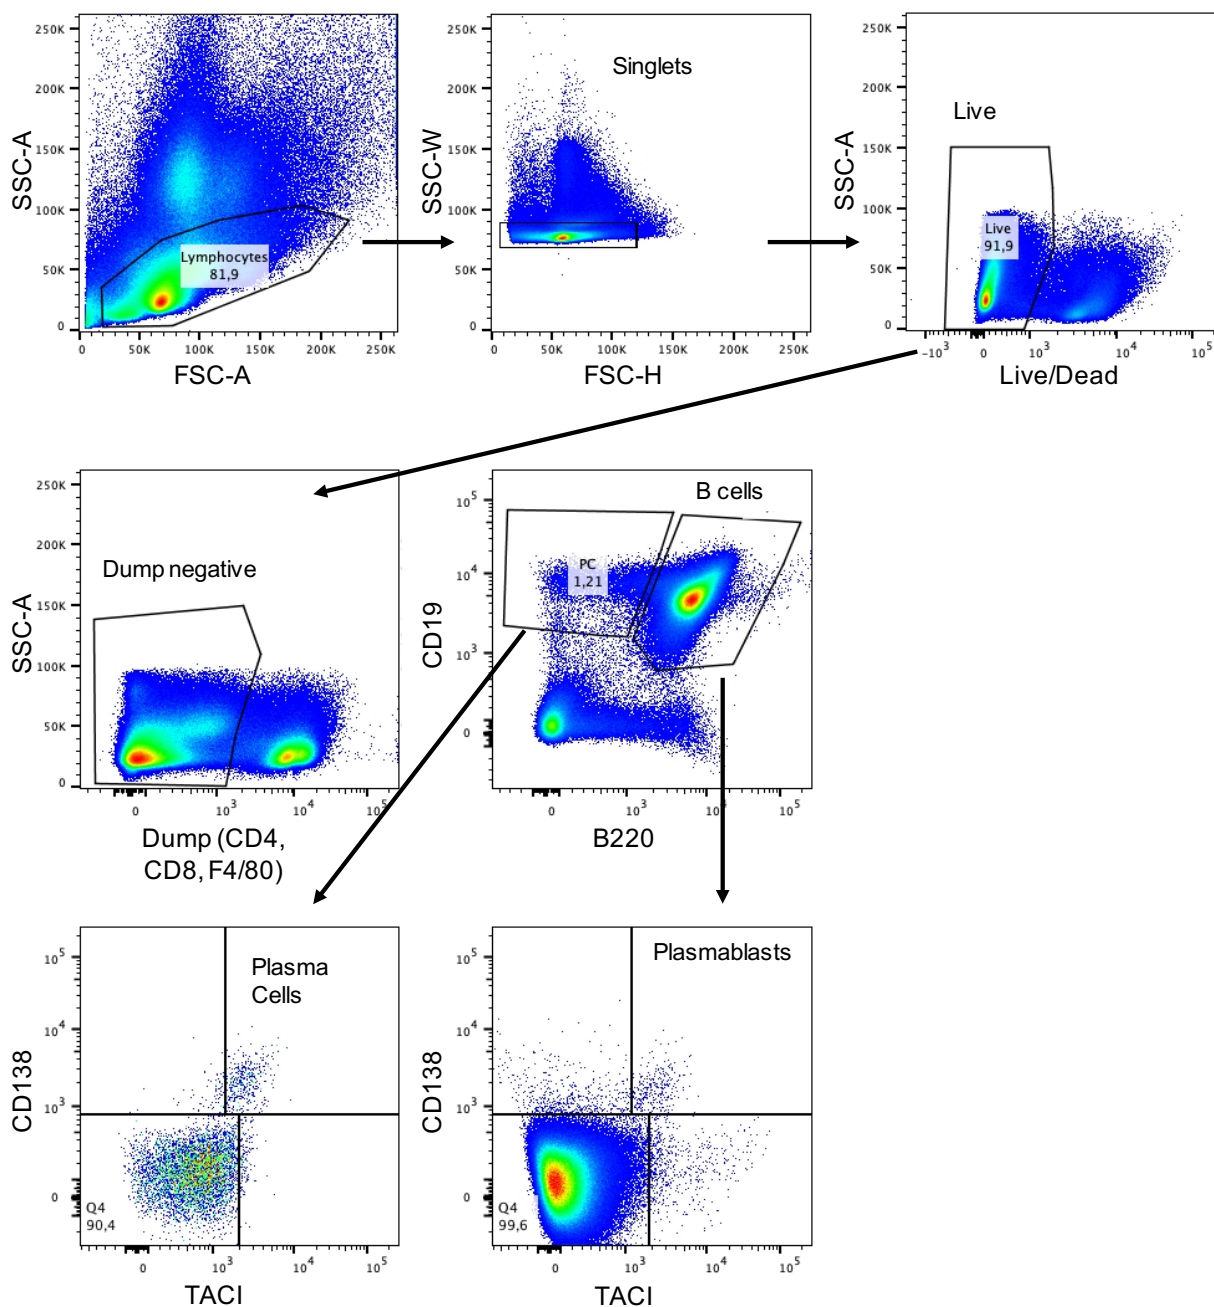 250K
200K
150K
100K
50K
0
SSC-A
Lymphocytes
81,9
0 50K 100K 150K 200K 250K
FSC-A
250K
200K
150K
100K
50K
0
SSC-W
Singlets
0 50K 100K 150K 200K 250K
FSC-H
250K
200K
150K
100K
50K
0
SSC-A
Live
Live
91,9
-10³ 0 10³ 10⁴ 10⁵
Live/Dead
250K
200K
150K
100K
50K
0
SSC-A
Dump negative
0 10³ 10⁴ 10⁵
Dump (CD4,
CD8, F4/80)
10⁵
10⁴
10³
0
CD19
B cells
PC
1,21
0 10³ 10⁴ 10⁵
B220
10⁵
10⁴
10³
0
CD138
Plasma
Cells
Q4
90,4
0 10³ 10⁴ 10⁵
TACI
10⁵
10⁴
10³
0
CD138
Plasmablasts
Q4
99,6
0 10³ 10⁴ 10⁵
TACI